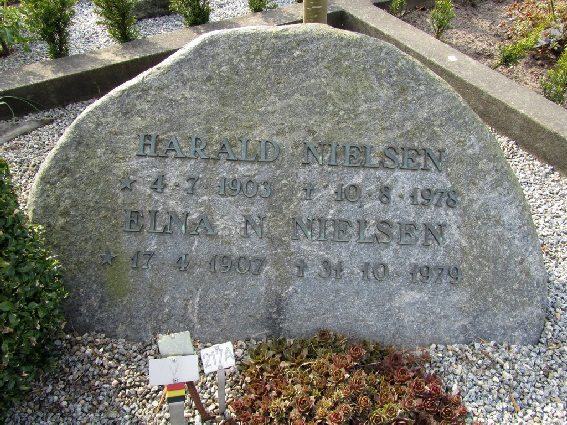 HARALD NIELSEN
★ 4 · 7 1903 † 10 · 8 · 1978
ELNA N. NIELSEN
★ 17 4 1907 † 31 10 1979